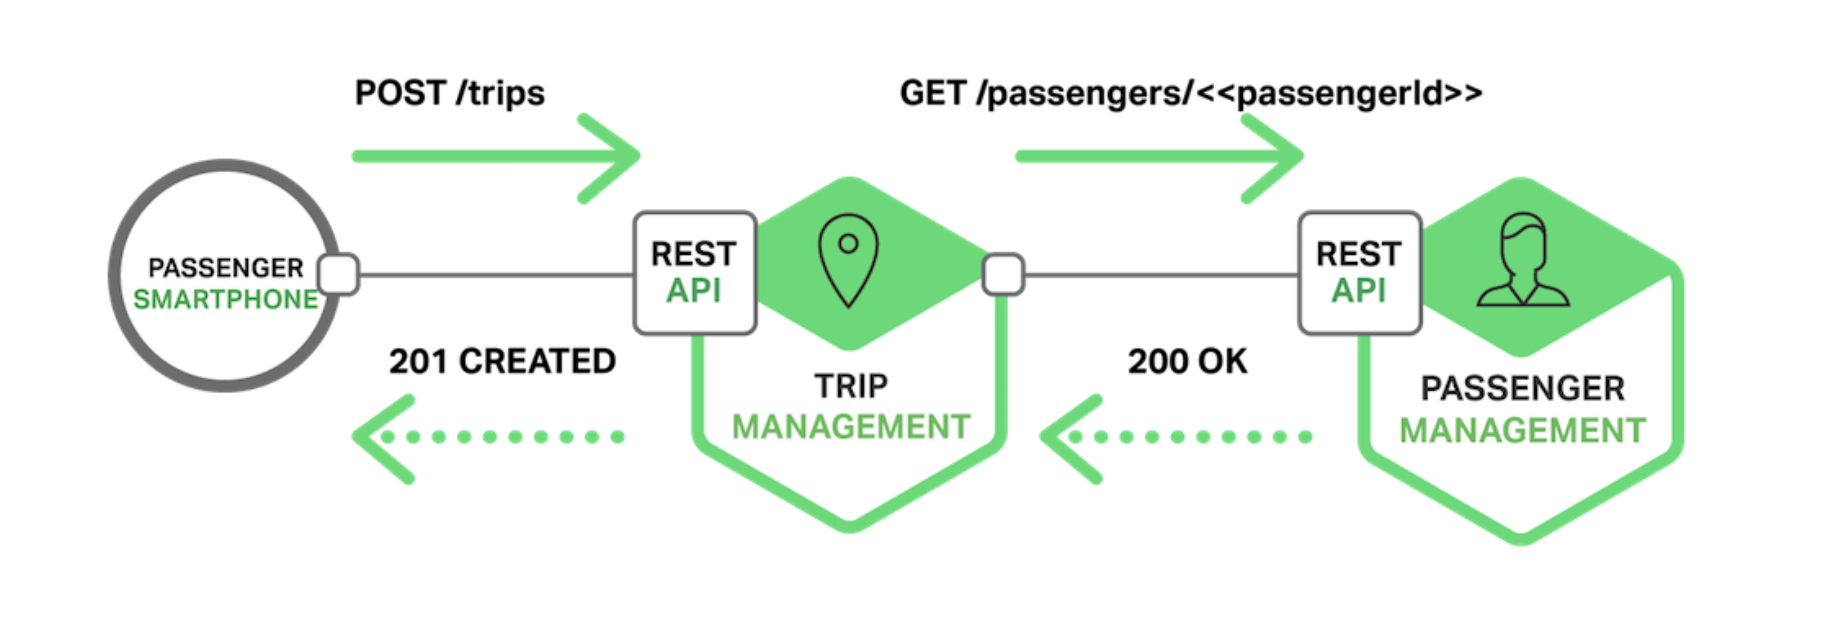 POST /trips
GET /passengers/<<passengerId>>
PASSENGER
SMARTPHONE
REST
API
REST
API
201 CREATED
200 OK
TRIP
MANAGEMENT
PASSENGER
MANAGEMENT